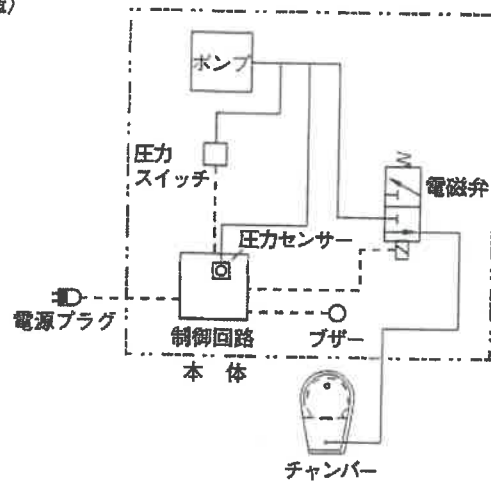 ポンプ
圧力
スイッチ
電磁弁
圧力センサー
電源プラグ
制御回路
ブザー
本 体
チャンバー